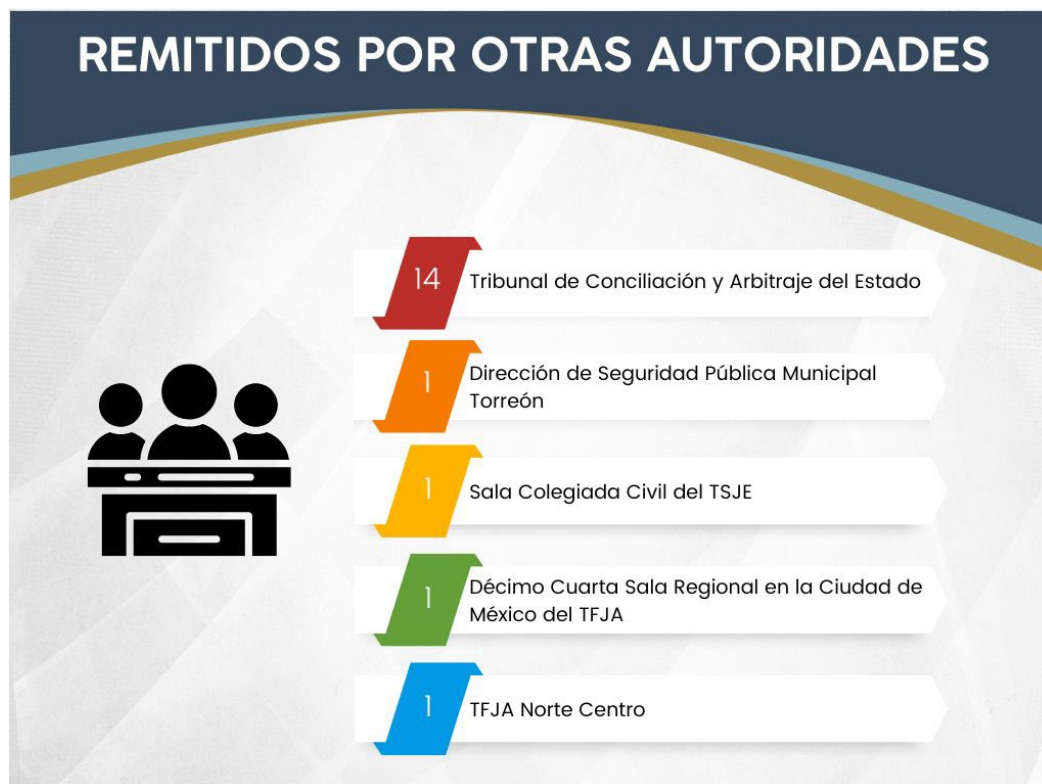 REMITIDOS POR OTRAS AUTORIDADES
14
Tribunal de Conciliación y Arbitraje del Estado
1
Dirección de Seguridad Pública Municipal
Torreón
1
Sala Colegiada Civil del TSJE
1
Décimo Cuarta Sala Regional en la Ciudad de
México del TFJA
1
TFJA Norte Centro